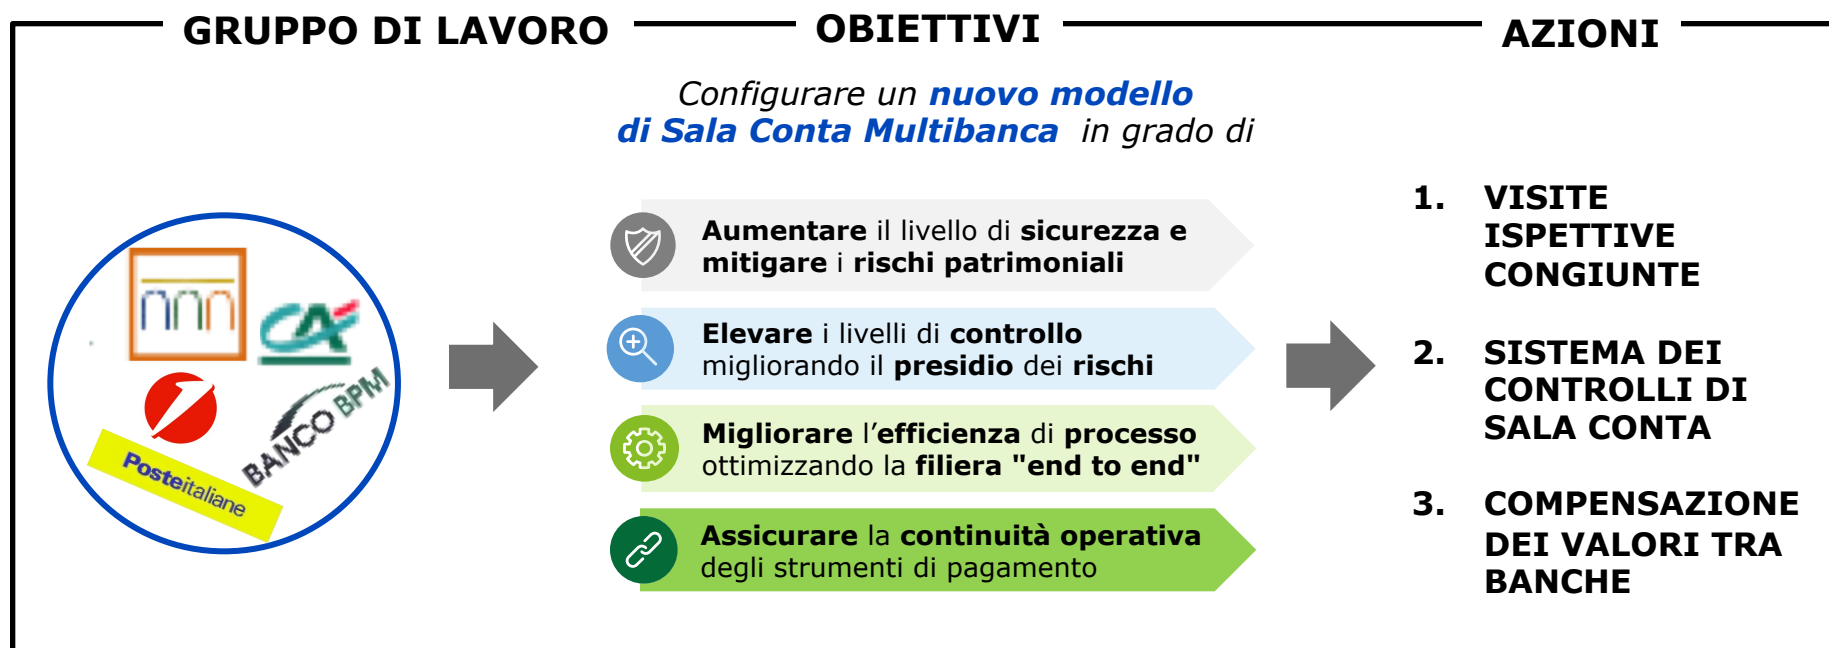 GRUPPO DI LAVORO
OBIETTIVI
AZIONI
Configurare un nuovo modello
di Sala Conta Multibanca in grado di
BANCO BPM
Posteitaliane
Aumentare il livello di sicurezza e
mitigare i rischi patrimoniali
Elevare i livelli di controllo
migliorando il presidio dei rischi
Migliorare l'efficienza di processo
ottimizzando la filiera "end to end"
Assicurare la continuità operativa
degli strumenti di pagamento
1. VISITE
ISPETTIVE
CONGIUNTE
2. SISTEMA DEI
CONTROLLI DI
SALA CONTA
3. COMPENSAZIONE
DEI VALORI TRA
BANCHE